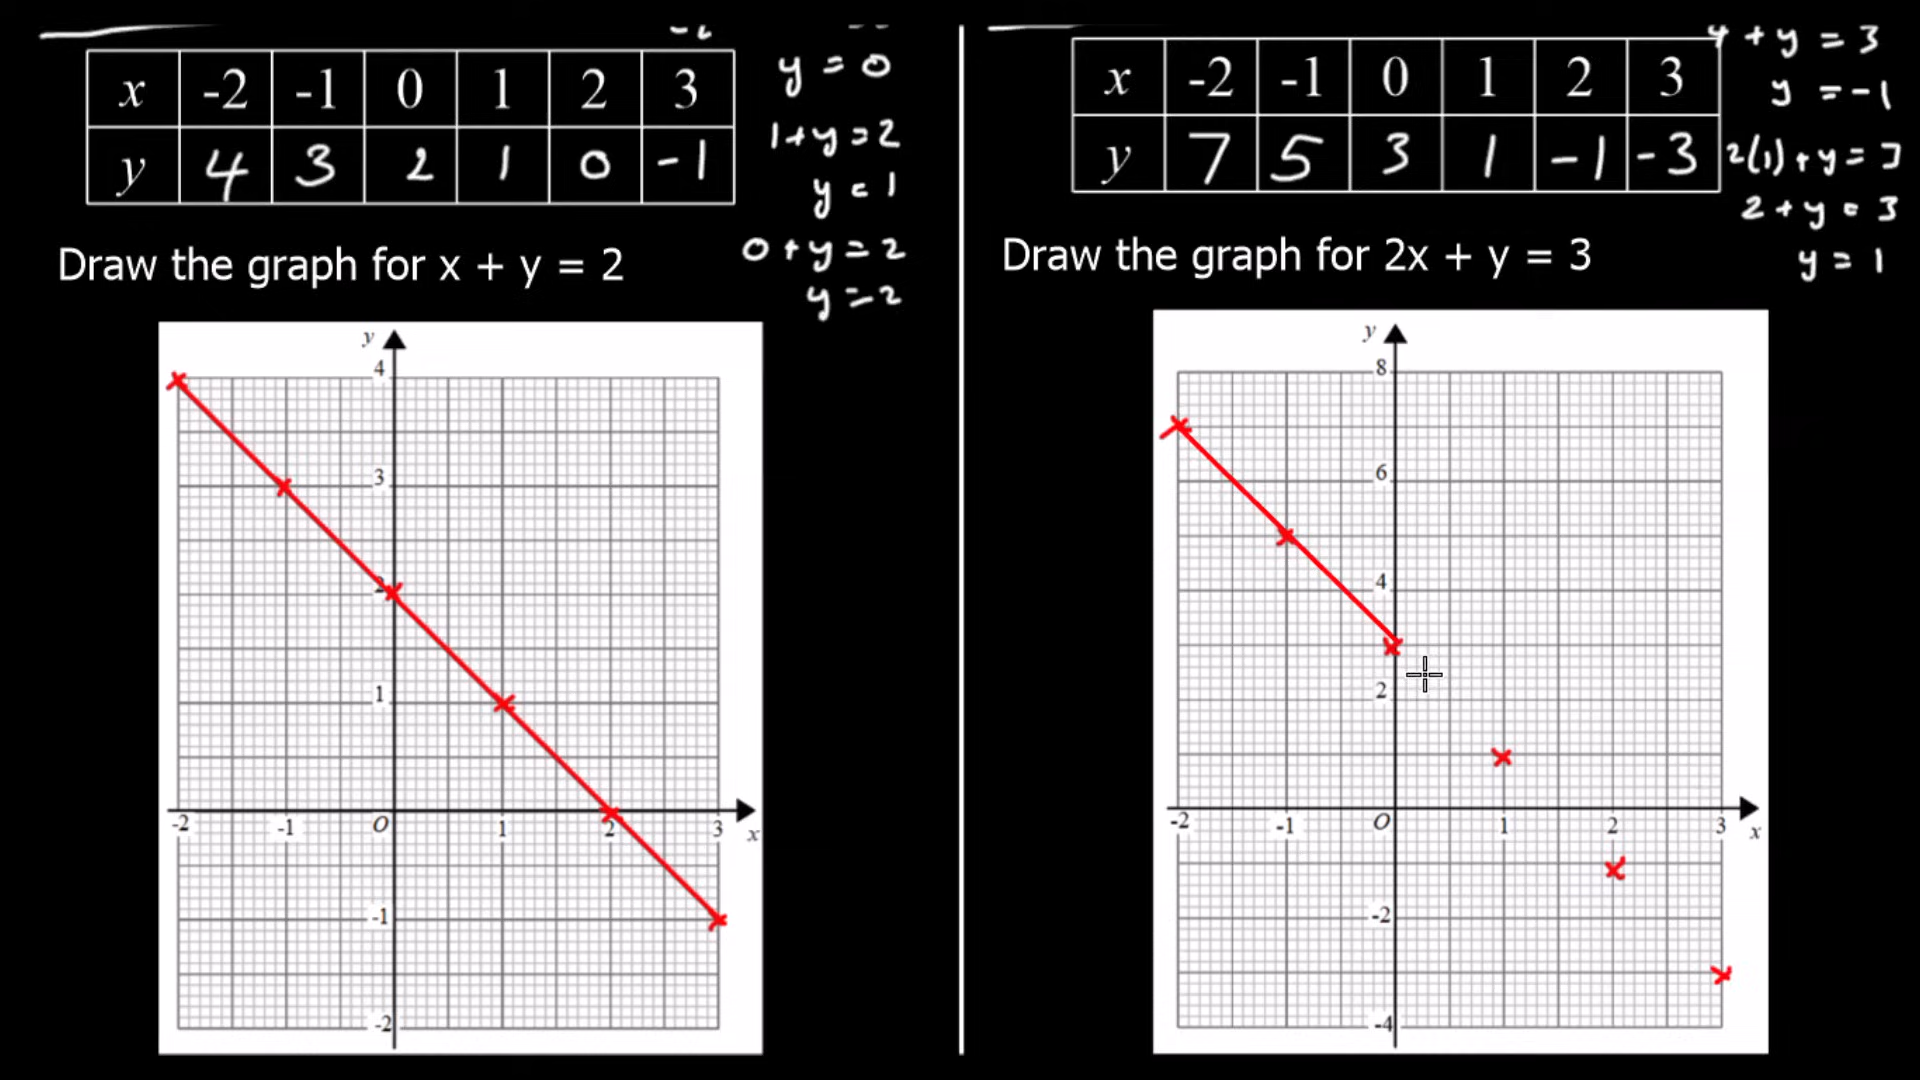 x -2 -1 0 1 2 3
y 4 3 2 1 0 -1
y = 0
1 + y = 2
y = 1
0 + y = 2
y = 2
Draw the graph for x + y = 2
y
4
3
2
1
-2 -1 O 1 2 3 x
-1
-2
x -2 -1 0 1 2 3
y 7 5 3 1 -1 -3
4 + y = 3
y = -1
2(1) + y = 3
2 + y = 3
y = 1
Draw the graph for 2x + y = 3
y
8
6
4
2
-2 -1 O 1 2 3 x
-2
-4